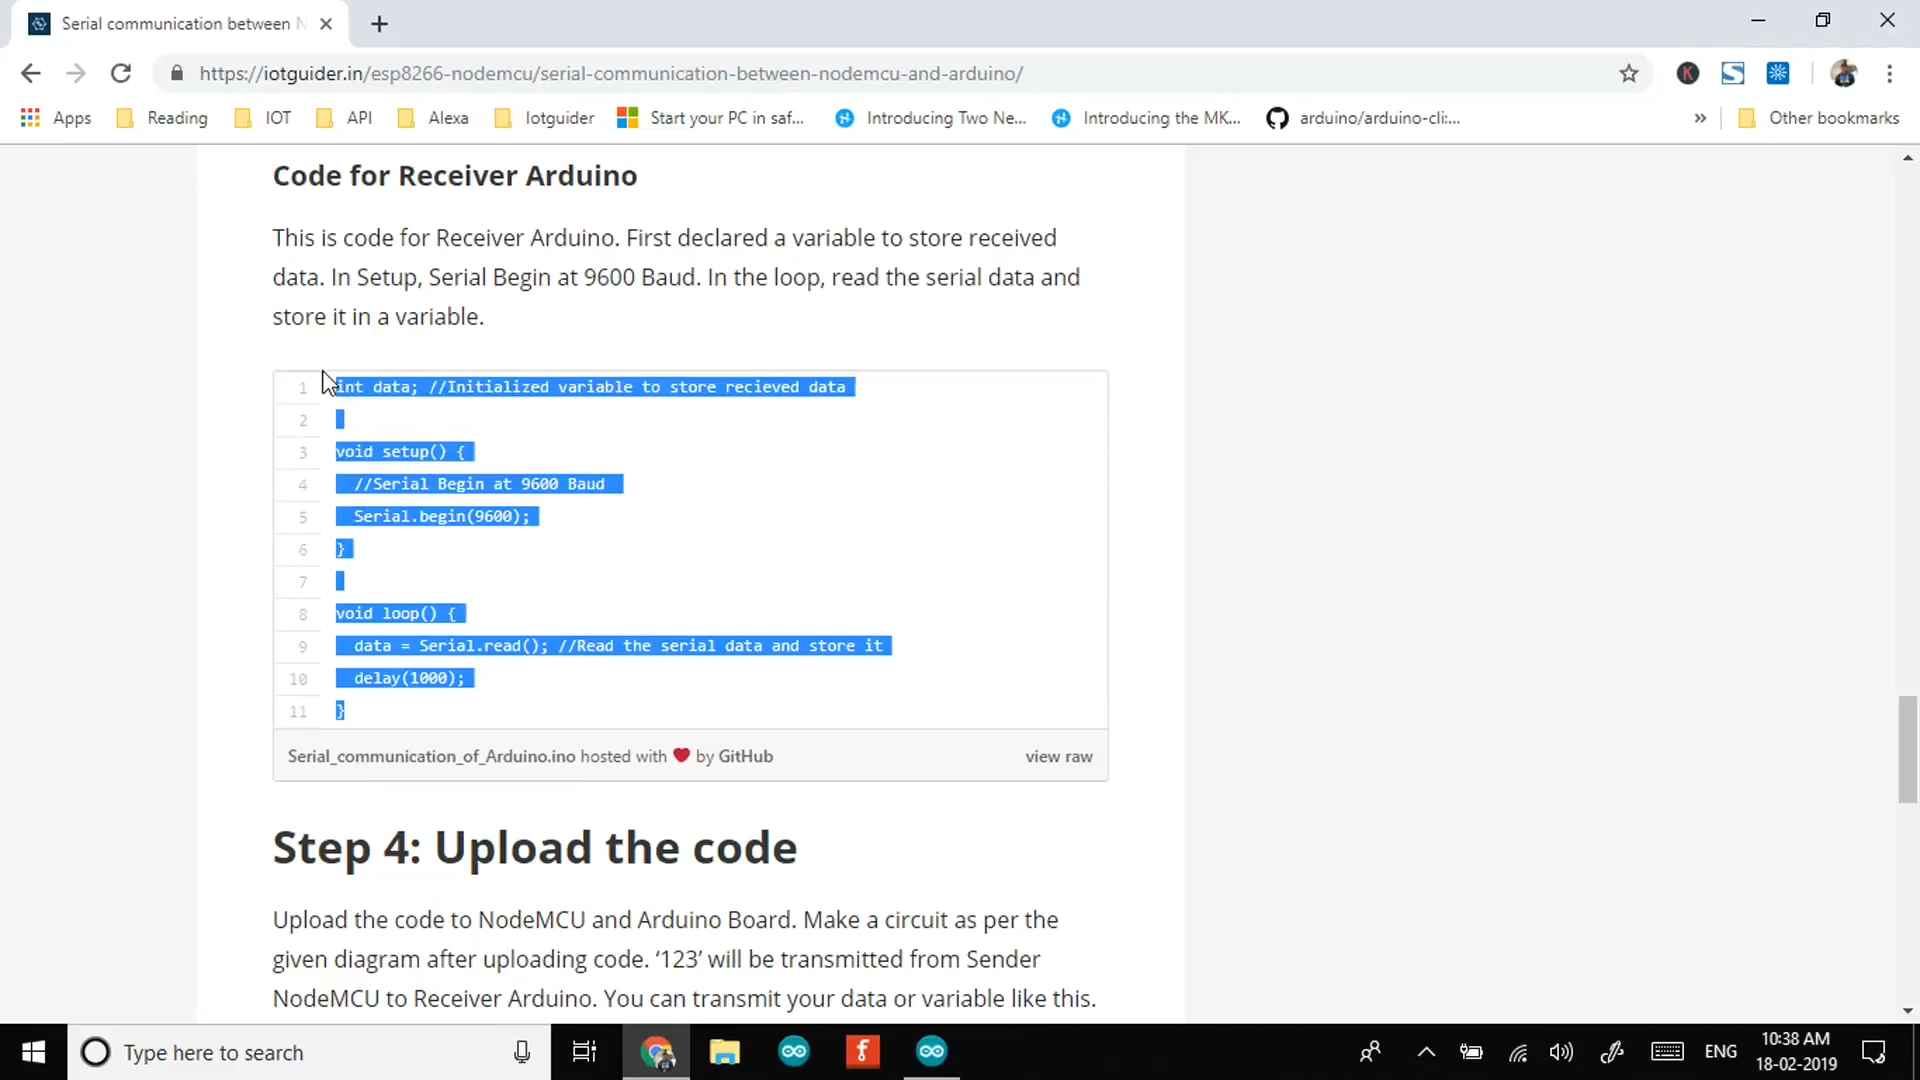 Serial communication between N
https://iotguider.in/esp8266-nodemcu/serial-communication-between-nodemcu-and-arduino/
K
S
Apps Reading IOT API Alexa Iotguider Start your PC in saf... Introducing Two Ne... Introducing the MK... arduino/arduino-cli:... » Other bookmarks
Code for Receiver Arduino
This is code for Receiver Arduino. First declared a variable to store received
data. In Setup, Serial Begin at 9600 Baud. In the loop, read the serial data and
store it in a variable.
1 int data; //Initialized variable to store recieved data
2
3 void setup() {
4 //Serial Begin at 9600 Baud
5 Serial.begin(9600);
6 }
7
8 void loop() {
9 data = Serial.read(); //Read the serial data and store it
10 delay(1000);
11 }
Serial_communication_of_Arduino.ino hosted with ❤ by GitHub view raw
Step 4: Upload the code
Upload the code to NodeMCU and Arduino Board. Make a circuit as per the
given diagram after uploading code. ‘123’ will be transmitted from Sender
NodeMCU to Receiver Arduino. You can transmit your data or variable like this.
Type here to search
f
ENG
10:38 AM
18-02-2019